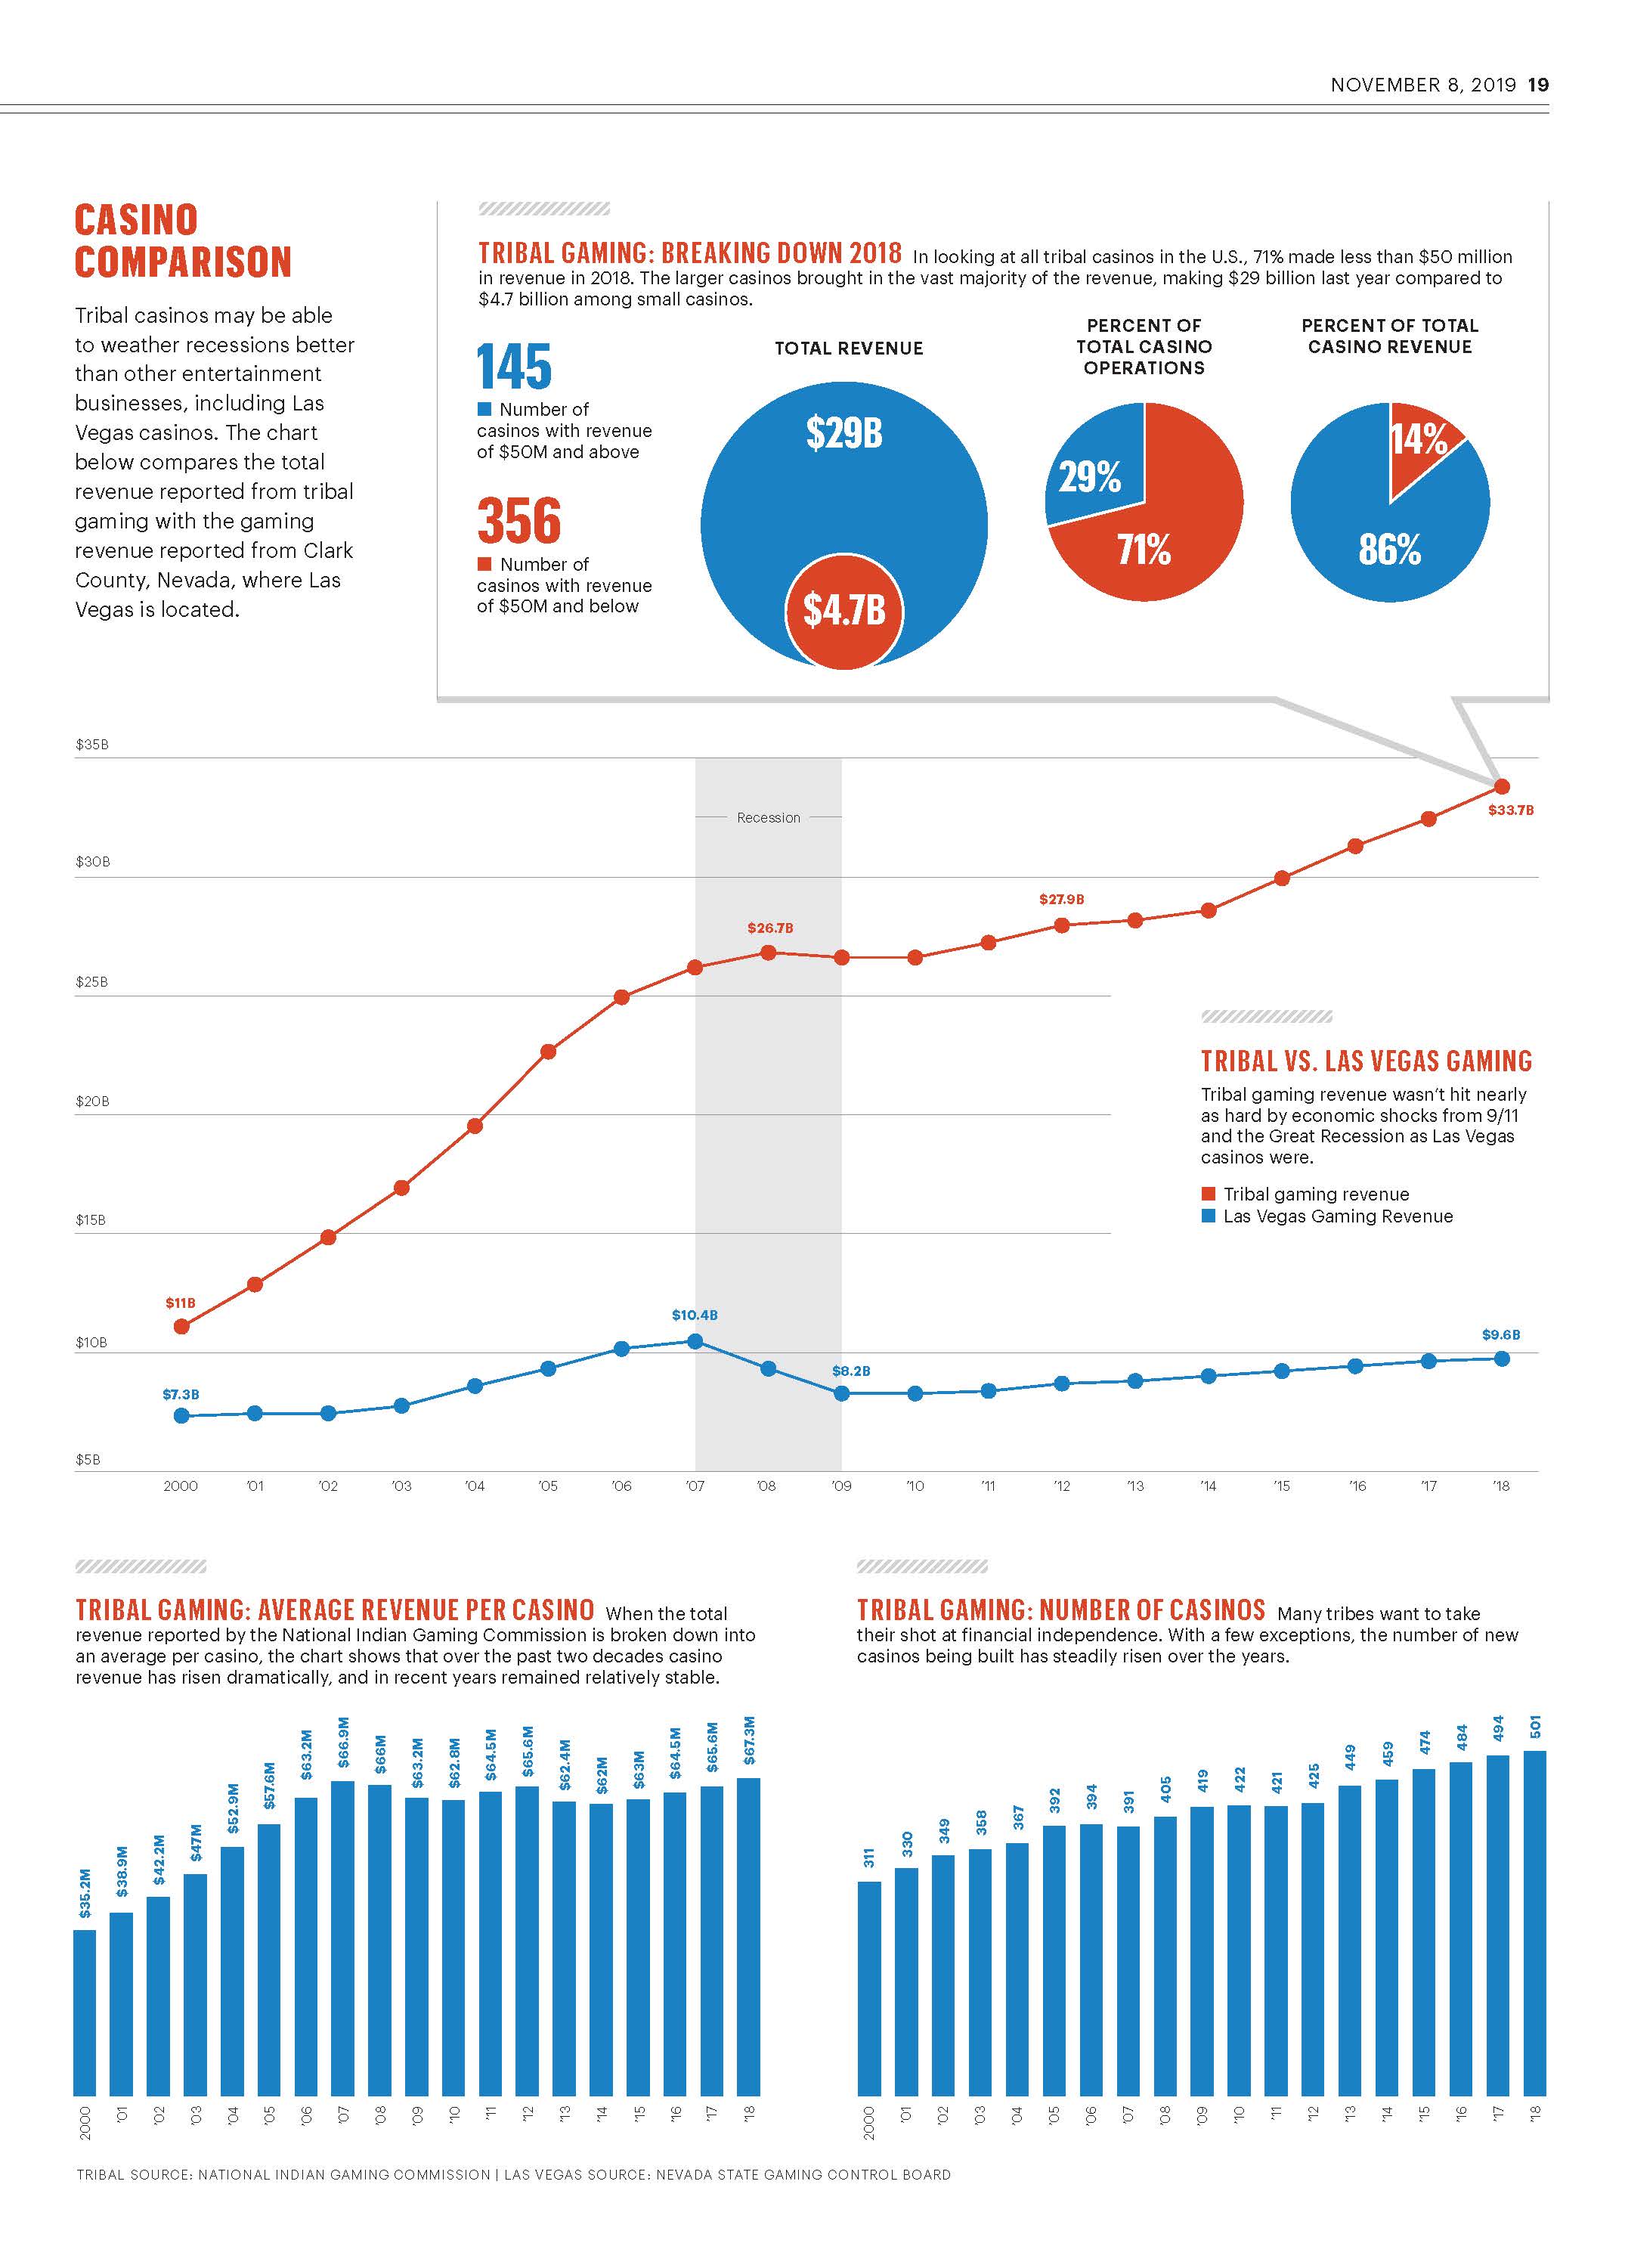 NOVEMBER 8, 2019 19
CASINO
COMPARISON
Tribal casinos may be able
to weather recessions better
than other entertainment
businesses, including Las
Vegas casinos. The chart
below compares the total
revenue reported from tribal
gaming with the gaming
revenue reported from Clark
County, Nevada, where Las
Vegas is located.
TRIBAL GAMING: BREAKING DOWN 2018 In looking at all tribal casinos in the U.S., 71% made less than $50 million
in revenue in 2018. The larger casinos brought in the vast majority of the revenue, making $29 billion last year compared to
$4.7 billion among small casinos.
145
Number of
casinos with revenue
of $50M and above
356
Number of
casinos with revenue
of $50M and below
TOTAL REVENUE
$29B
$4.7B
PERCENT OF
TOTAL CASINO
OPERATIONS
29%
71%
PERCENT OF TOTAL
CASINO REVENUE
14%
86%
$35B
$30B
$25B
$20B
$15B
$10B
$5B
Recession
$11B
$26.7B
$27.9B
$33.7B
$7.3B
$10.4B
$8.2B
$9.6B
TRIBAL VS. LAS VEGAS GAMING
Tribal gaming revenue wasn't hit nearly
as hard by economic shocks from 9/11
and the Great Recession as Las Vegas
casinos were.
Tribal gaming revenue
Las Vegas Gaming Revenue
2000 '01 '02 '03 '04 '05 '06 '07 '08 '09 '10 '11 '12 '13 '14 '15 '16 '17 '18
TRIBAL GAMING: AVERAGE REVENUE PER CASINO When the total
revenue reported by the National Indian Gaming Commission is broken down into
an average per casino, the chart shows that over the past two decades casino
revenue has risen dramatically, and in recent years remained relatively stable.
$35.2M $38.9M $42.2M $47M $52.9M $57.6M $63.2M $66.9M $66M $63.2M $62.8M $64.5M $65.6M $62.4M $62M $63M $64.5M $65.6M $67.3M
2000 '01 '02 '03 '04 '05 '06 '07 '08 '09 '10 '11 '12 '13 '14 '15 '16 '17 '18
TRIBAL GAMING: NUMBER OF CASINOS Many tribes want to take
their shot at financial independence. With a few exceptions, the number of new
casinos being built has steadily risen over the years.
311 330 349 358 367 392 394 391 405 419 422 421 425 449 459 474 484 494 501
2000 '01 '02 '03 '04 '05 '06 '07 '08 '09 '10 '11 '12 '13 '14 '15 '16 '17 '18
TRIBAL SOURCE: NATIONAL INDIAN GAMING COMMISSION | LAS VEGAS SOURCE: NEVADA STATE GAMING CONTROL BOARD